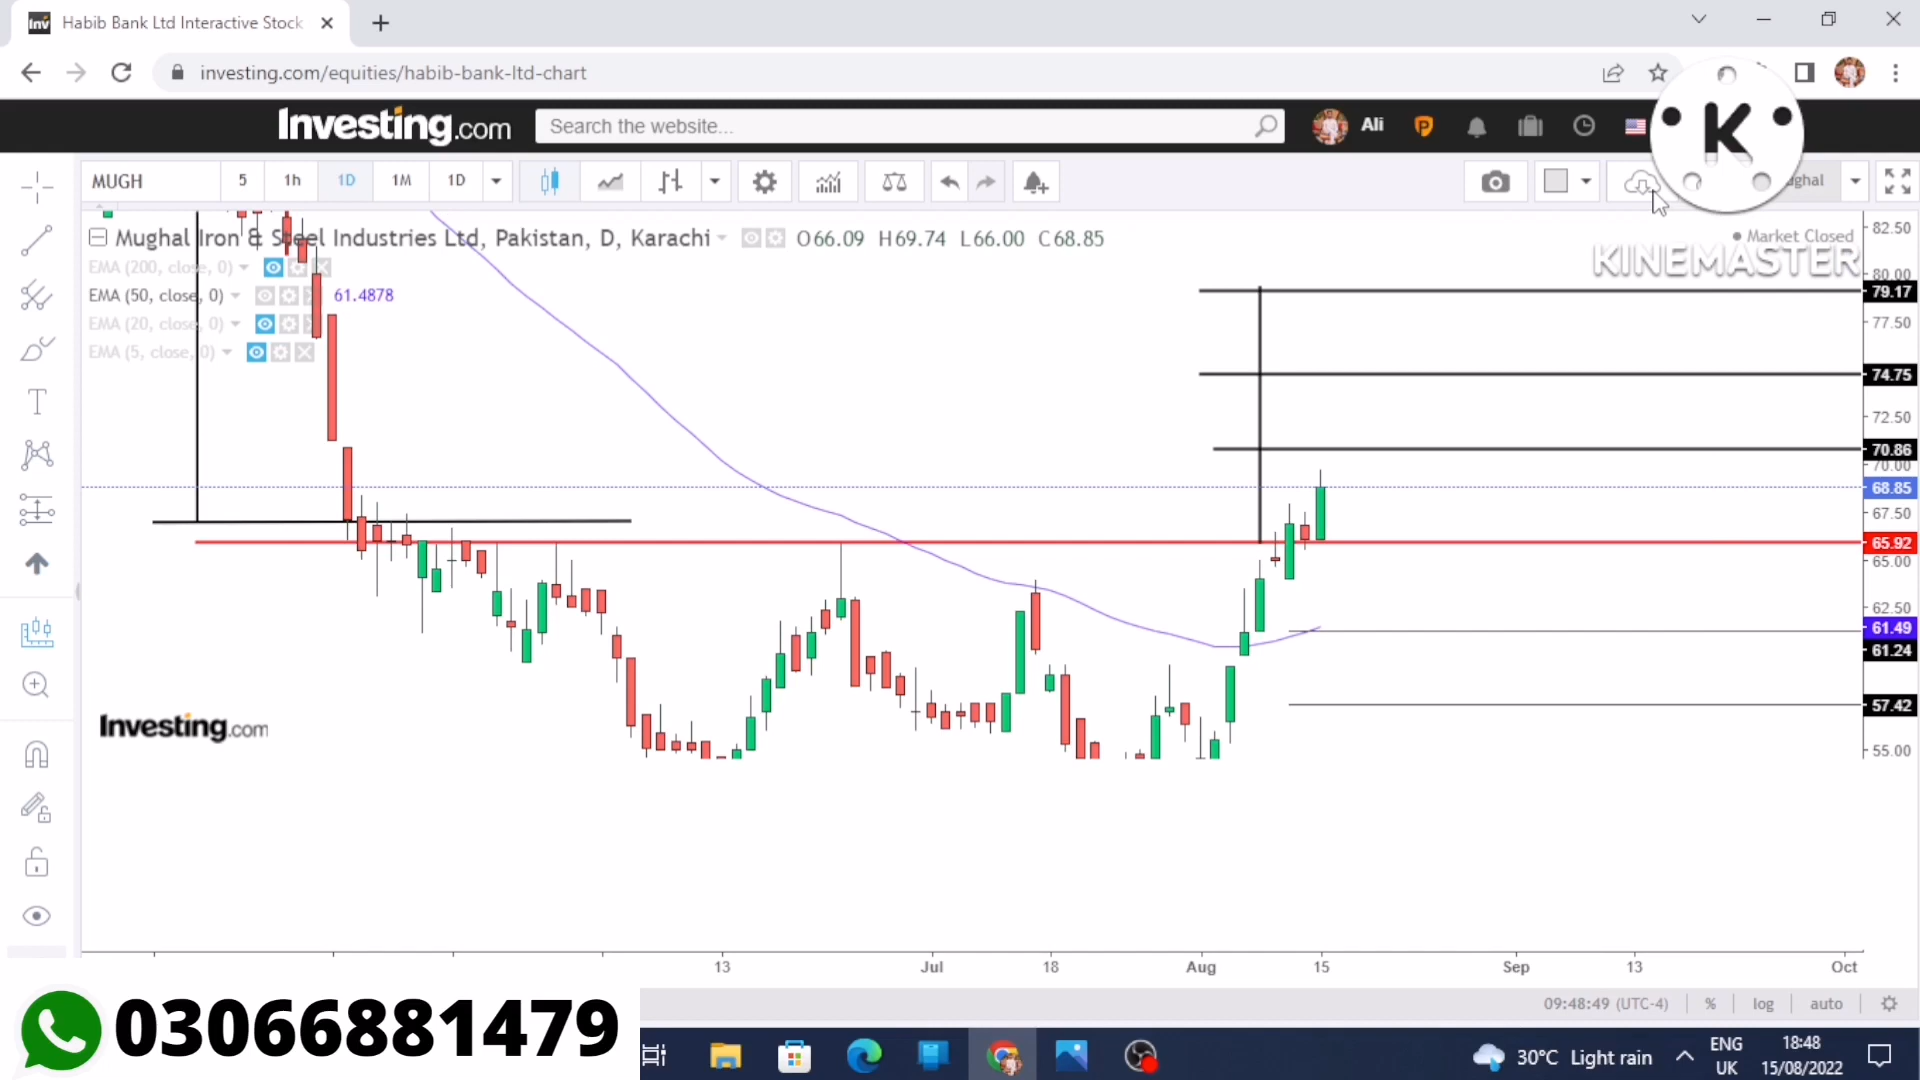 Inv Habib Bank Ltd Interactive Stock
investing.com/equities/habib-bank-ltd-chart
Investing.com
Search the website...
Ali
K
MUGH 5 1h 1D 1M 1D
Mughal Iron & Steel Industries Ltd, Pakistan, D, Karachi O66.09 H69.74 L66.00 C68.85
Market Closed
KINEMASTER
EMA (200, close, 0)
EMA (50, close, 0) 61.4878
EMA (20, close, 0)
EMA (5, close, 0)
82.50
80.00
79.17
77.50
74.75
72.50
70.86
70.00
68.85
67.50
65.92
65.00
62.50
61.49
61.24
57.42
55.00
Investing.com
13 Jul 18 Aug 15 Sep 13 Oct
09:48:49 (UTC-4) % log auto
03066881479
30°C Light rain
ENG
UK
18:48
15/08/2022